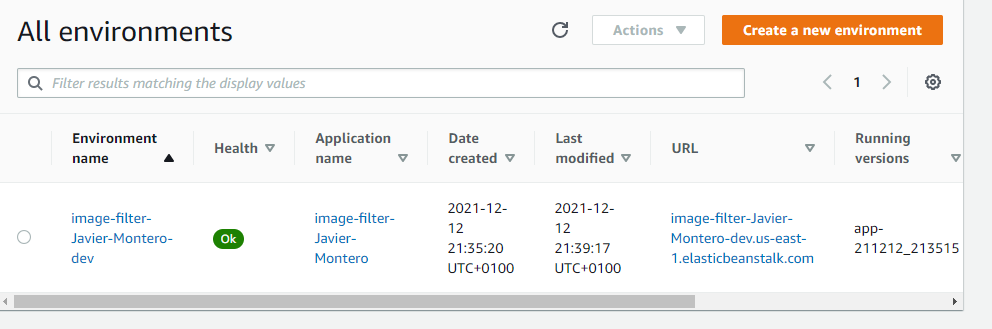 All environments
Actions
Create a new environment
Filter results matching the display values
1
Environment
name
Health
Application
name
Date
created
Last
modified
URL
Running
versions
image-filter-
Javier-Montero-
dev
Ok
image-filter-
Javier-
Montero
2021-12-
12
21:35:20
UTC+0100
2021-12-
12
21:39:17
UTC+0100
image-filter-Javier-
Montero-dev.us-east-
1.elasticbeanstalk.com
app-
211212_213515